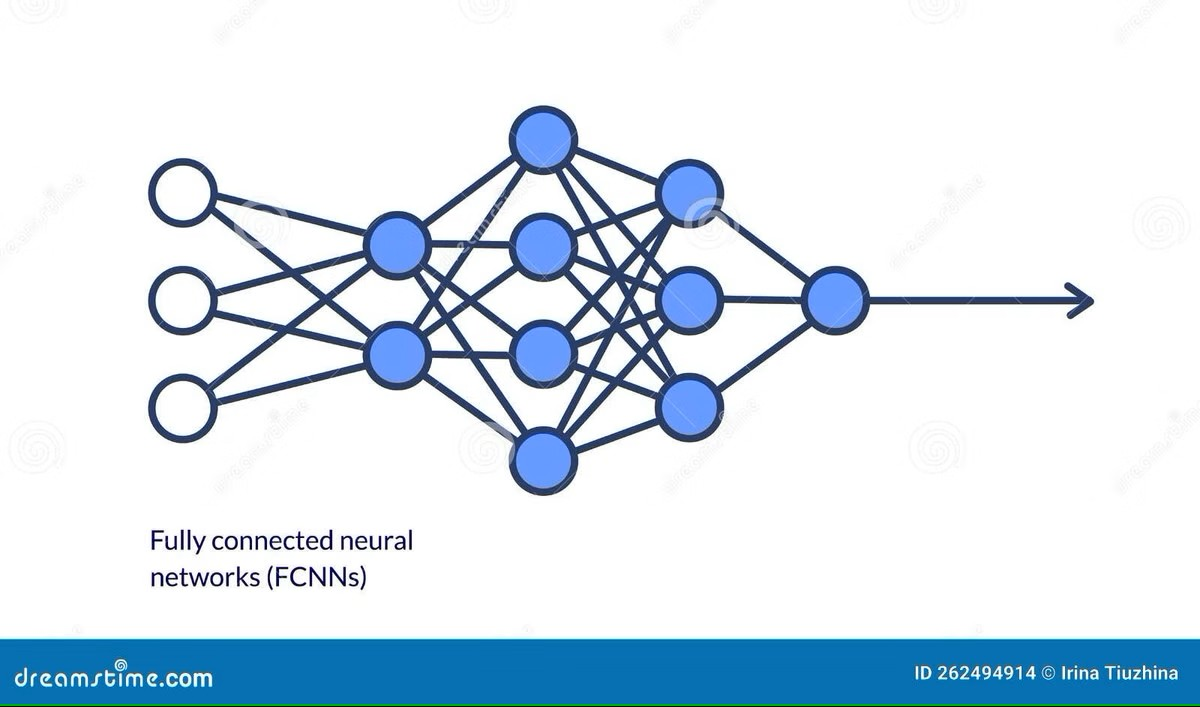 Fully connected neural
networks (FCNNs)
dreamstime.com
ID 262494914 © Irina Tiuzhina